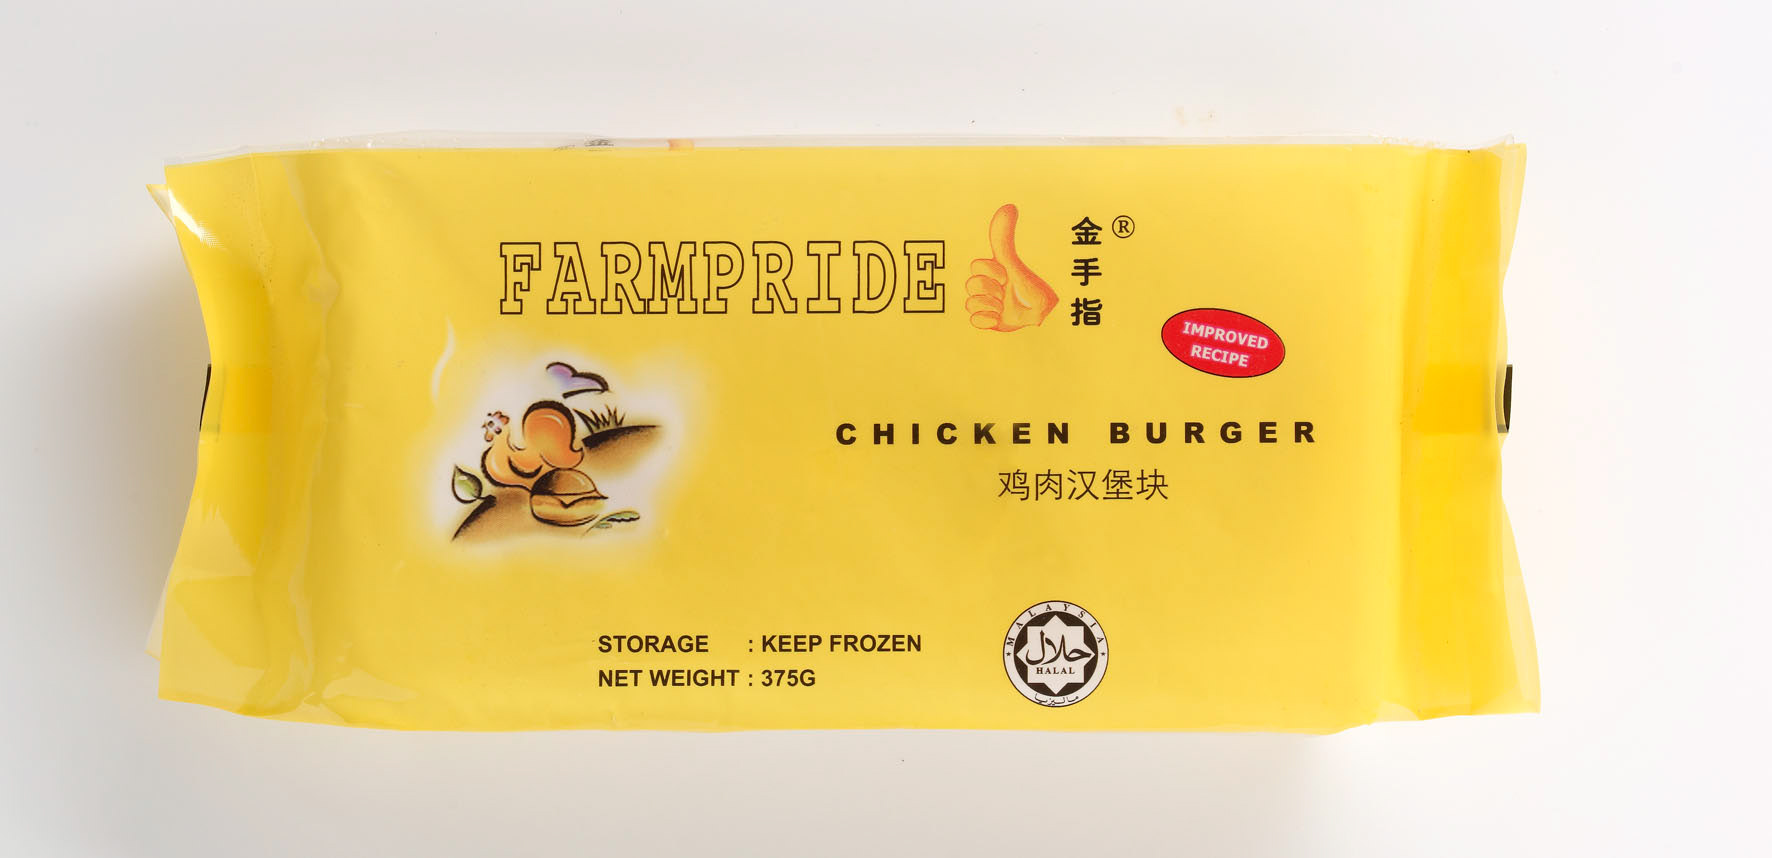 FARMPRIDE
金手指®
IMPROVED
RECIPE
CHICKEN BURGER
鸡肉汉堡块
STORAGE : KEEP FROZEN
NET WEIGHT : 375G
MALAYSIA
حلال
HALAL
ماليزيا